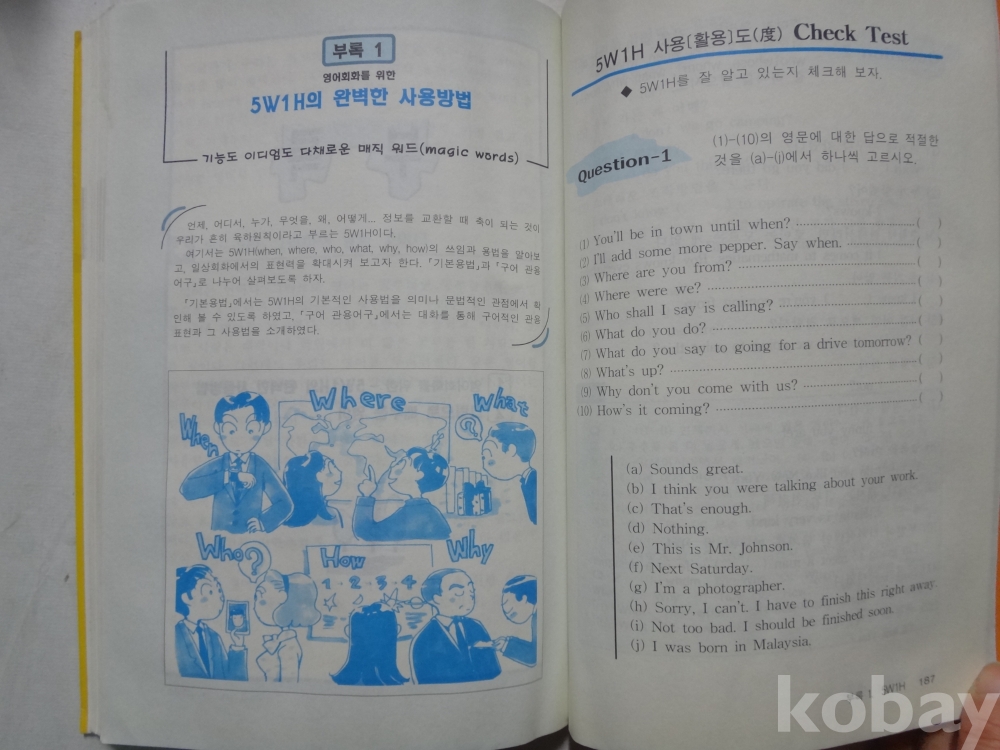 부록 1
영어회화를 위한
5W1H의 완벽한 사용방법
기능도 이디엄도 다채로운 매직 워드(magic words)
언제, 어디서, 누가, 무엇을, 왜, 어떻게... 정보를 교환할 때 축이 되는 것이
우리가 흔히 육하원칙이라고 부르는 5W1H이다.
여기서는 5W1H(when, where, who, what, why, how)의 쓰임과 용법을 알아보
고, 일상회화에서의 표현력을 확대시켜 보고자 한다. 「기본용법」과 「구어 관용
어구」로 나누어 살펴보도록 하자.
「기본용법」에서는 5W1H의 기본적인 사용법을 의미나 문법적인 관점에서 확
인해 볼 수 있도록 하였고, 「구어 관용어구」에서는 대화를 통해 구어적인 관용
표현과 그 사용법을 소개하였다.
When
Where
What
Who?
How
1·2·3·4
Why
5W1H 사용[활용]도(度) Check Test
◆ 5W1H를 잘 알고 있는지 체크해 보자.
Question-1
(1)-(10)의 영문에 대한 답으로 적절한
것을 (a)-(j)에서 하나씩 고르시오.
(1) You'll be in town until when? ( )
(2) I'll add some more pepper. Say when. ( )
(3) Where are you from? ( )
(4) Where were we? ( )
(5) Who shall I say is calling? ( )
(6) What do you do? ( )
(7) What do you say to going for a drive tomorrow? ( )
(8) What's up? ( )
(9) Why don't you come with us? ( )
(10) How's it coming? ( )
(a) Sounds great.
(b) I think you were talking about your work.
(c) That's enough.
(d) Nothing.
(e) This is Mr. Johnson.
(f) Next Saturday.
(g) I'm a photographer.
(h) Sorry, I can't. I have to finish this right away.
(i) Not too bad. I should be finished soon.
(j) I was born in Malaysia.
5W1H 187
kobay